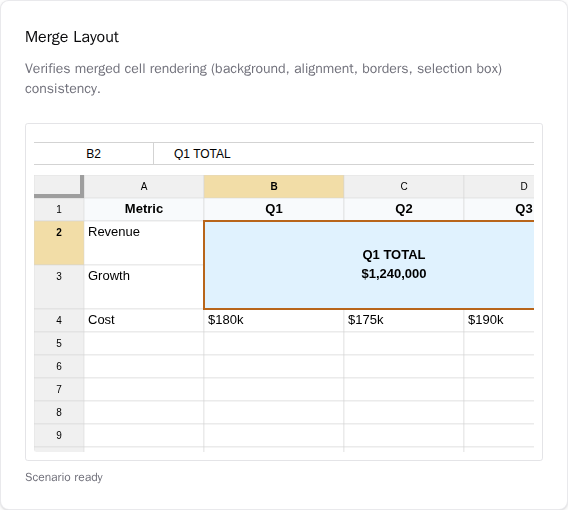 Merge Layout
Verifies merged cell rendering (background, alignment, borders, selection box)
consistency.
B2 Q1 TOTAL
A B C D
1 Metric Q1 Q2 Q3
2 Revenue
Q1 TOTAL
$1,240,000
3 Growth
4 Cost $180k $175k $190k
5
6
7
8
9
Scenario ready